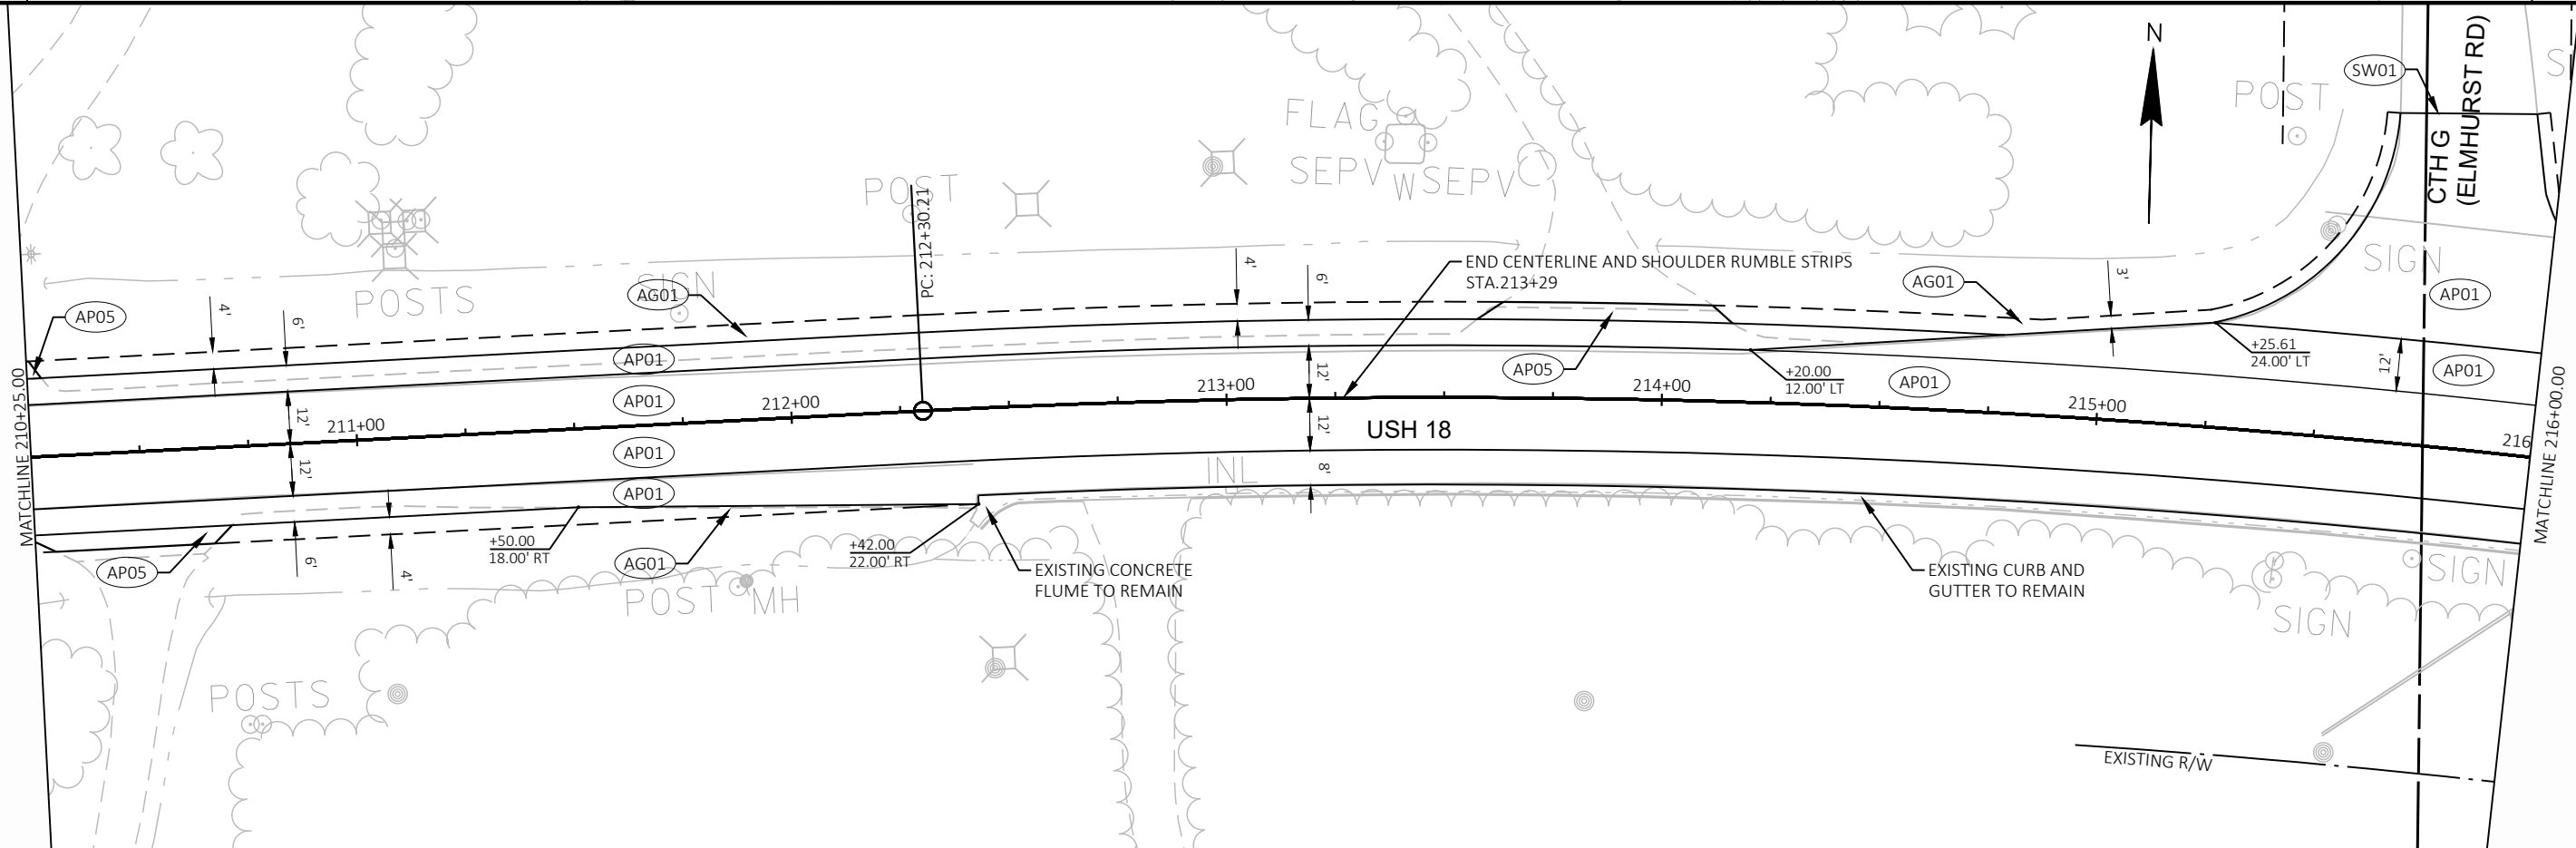 N
SW01
CTH G
(ELMHURST RD)
S
POST
FLAG
SEPV
WSEPV
POST
PC: 212+30.21
SIGN
POSTS
SIGN
AG01
AP05
4'
6'
4'
6'
END CENTERLINE AND SHOULDER RUMBLE STRIPS
STA.213+29
AG01
3'
AP01
AP01
AP01
AP05
+20.00
12.00' LT
AP01
+25.61
24.00' LT
12'
AP01
MATCHLINE 210+25.00
211+00
212+00
213+00
214+00
215+00
216
MATCHLINE 216+00.00
12'
12'
12'
12'
USH 18
AP01
AP01
INL
8'
+50.00
18.00' RT
+42.00
22.00' RT
AP05
6'
4'
AG01
EXISTING CONCRETE
FLUME TO REMAIN
EXISTING CURB AND
GUTTER TO REMAIN
SIGN
POST
MH
SIGN
POSTS
EXISTING R/W